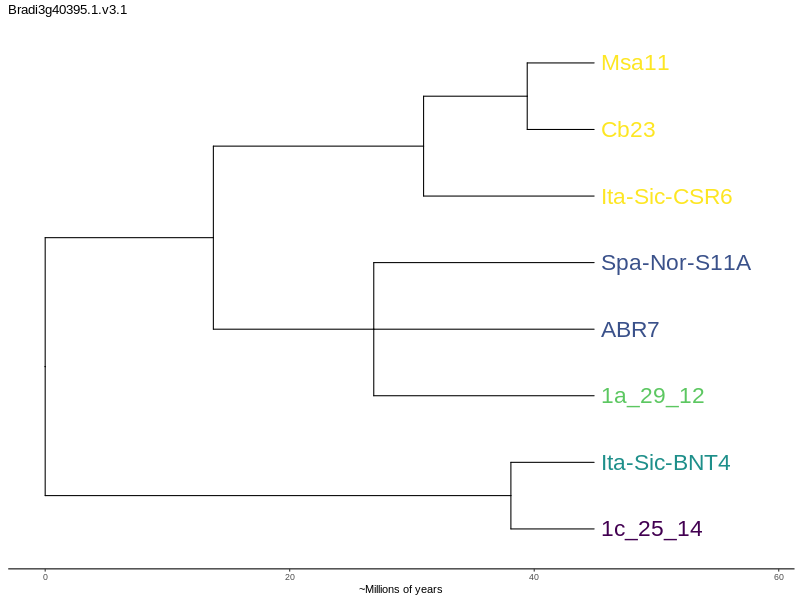 Bradi3g40395.1.v3.1
Msa11
Cb23
Ita-Sic-CSR6
Spa-Nor-S11A
ABR7
1a_29_12
Ita-Sic-BNT4
1c_25_14
0 20 40 60
~Millions of years